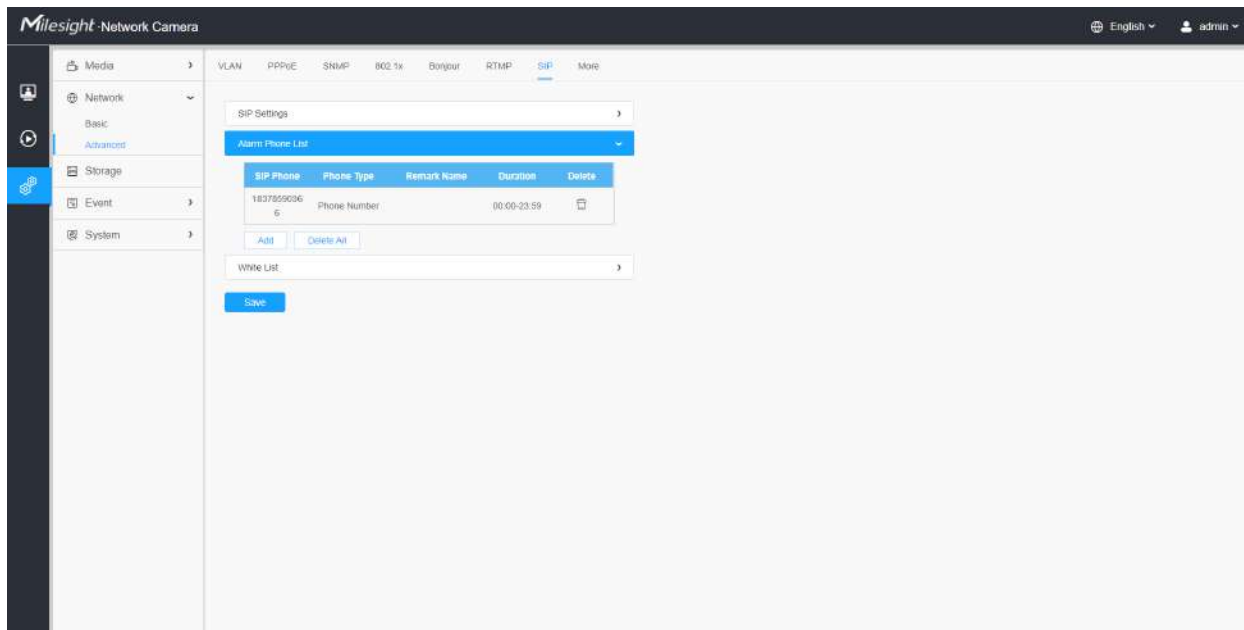 Milesight-Network Camera
English
admin
Media
VLAN PPPoE SNMP 802.1x Bonjour RTMP SIP More
Network
Basic
Advanced
Storage
Event
System
SIP Settings
Alarm Phone List
SIP Phone Phone Type Remark Name Duration Delete
1837859036
6
Phone Number 00:00-23:59
Add Delete All
White List
Save